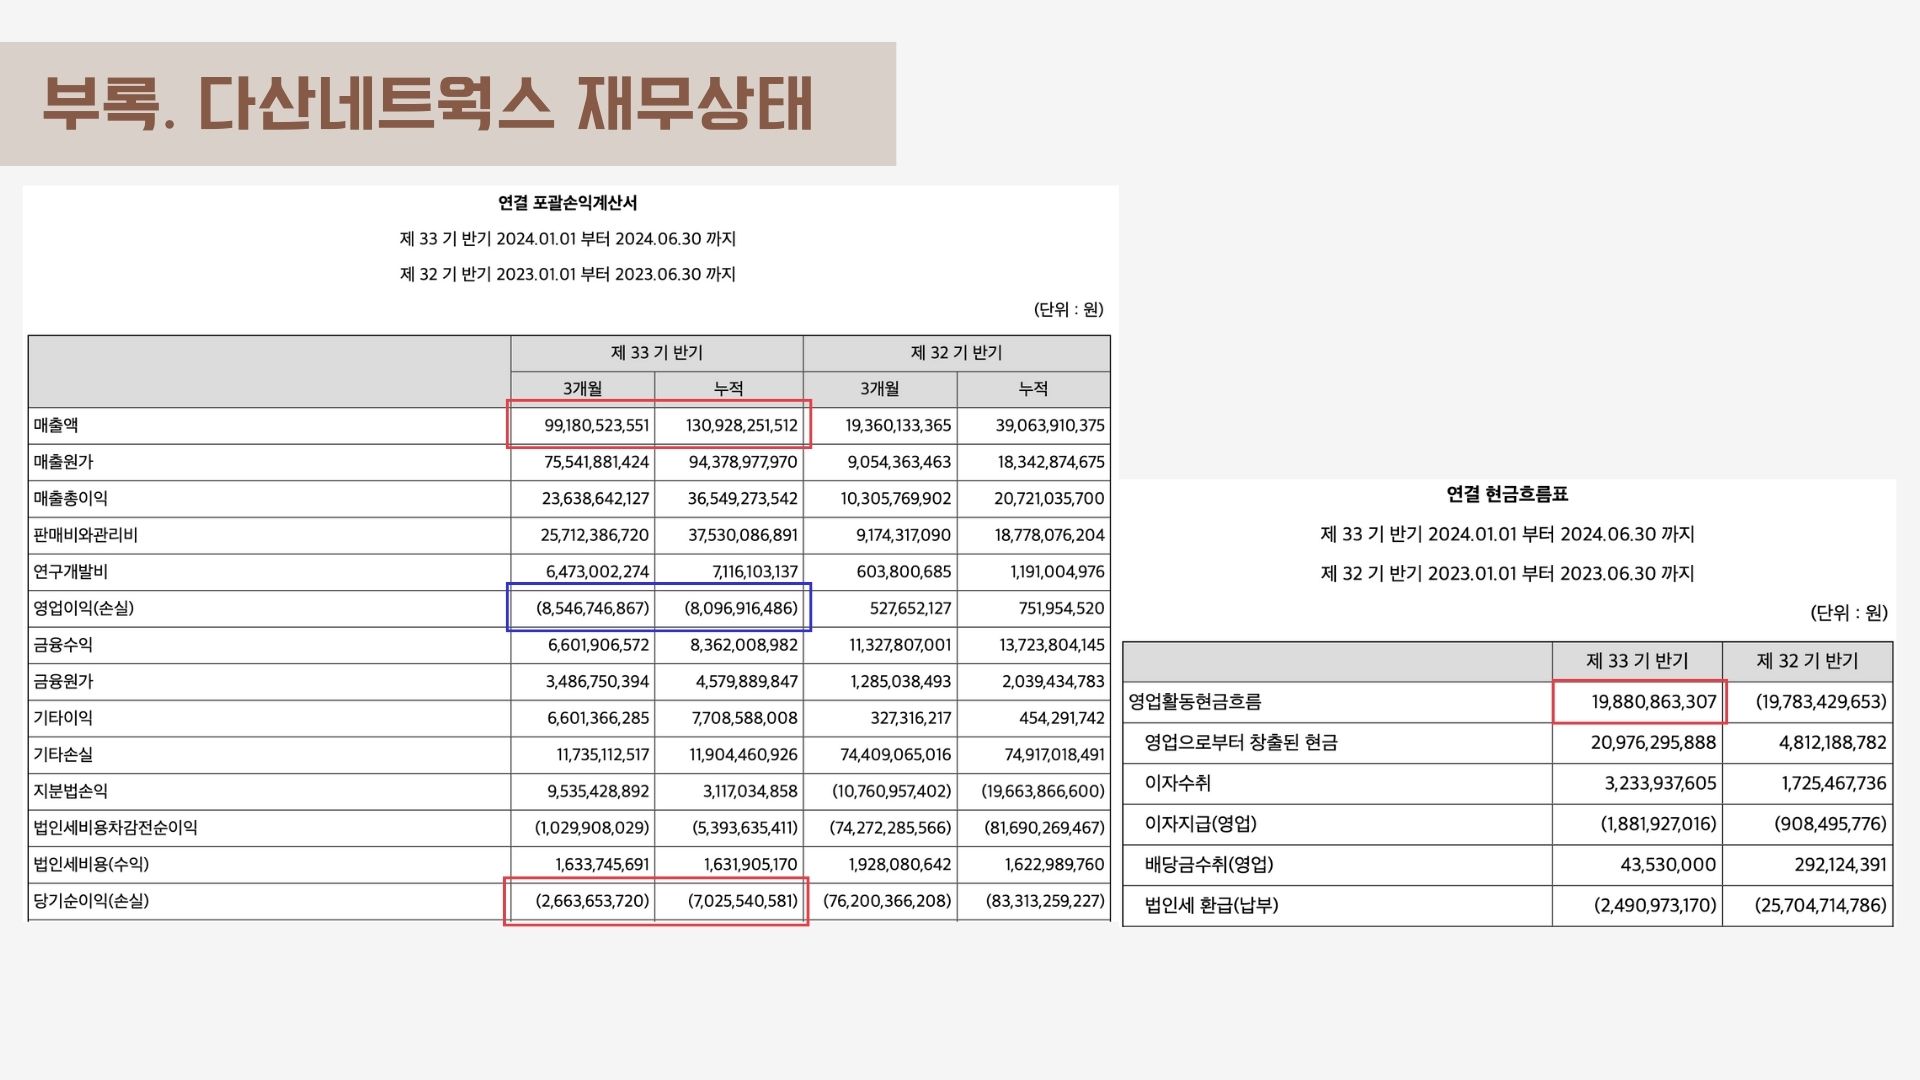 부록. 다산네트웍스 재무상태
연결 포괄손익계산서
제 33 기 반기 2024.01.01 부터 2024.06.30 까지
제 32 기 반기 2023.01.01 부터 2023.06.30 까지
(단위 : 원)
제 33 기 반기 제 32 기 반기
3개월 누적 3개월 누적
매출액 99,180,523,551 130,928,251,512 19,360,133,365 39,063,910,375
매출원가 75,541,881,424 94,378,977,970 9,054,363,463 18,342,874,675
매출총이익 23,638,642,127 36,549,273,542 10,305,769,902 20,721,035,700
판매비와관리비 25,712,386,720 37,530,086,891 9,174,317,090 18,778,076,204
연구개발비 6,473,002,274 7,116,103,137 603,800,685 1,191,004,976
영업이익(손실) (8,546,746,867) (8,096,916,486) 527,652,127 751,954,520
금융수익 6,601,906,572 8,362,008,982 11,327,807,001 13,723,804,145
금융원가 3,486,750,394 4,579,889,847 1,285,038,493 2,039,434,783
기타이익 6,601,366,285 7,708,588,008 327,316,217 454,291,742
기타손실 11,735,112,517 11,904,460,926 74,409,065,016 74,917,018,491
지분법손익 9,535,428,892 3,117,034,858 (10,760,957,402) (19,663,866,600)
법인세비용차감전순이익 (1,029,908,029) (5,393,635,411) (74,272,285,566) (81,690,269,467)
법인세비용(수익) 1,633,745,691 1,631,905,170 1,928,080,642 1,622,989,760
당기순이익(손실) (2,663,653,720) (7,025,540,581) (76,200,366,208) (83,313,259,227)
연결 현금흐름표
제 33 기 반기 2024.01.01 부터 2024.06.30 까지
제 32 기 반기 2023.01.01 부터 2023.06.30 까지
(단위 : 원)
제 33 기 반기 제 32 기 반기
영업활동현금흐름 19,880,863,307 (19,783,429,653)
영업으로부터 창출된 현금 20,976,295,888 4,812,188,782
이자수취 3,233,937,605 1,725,467,736
이자지급(영업) (1,881,927,016) (908,495,776)
배당금수취(영업) 43,530,000 292,124,391
법인세 환급(납부) (2,490,973,170) (25,704,714,786)